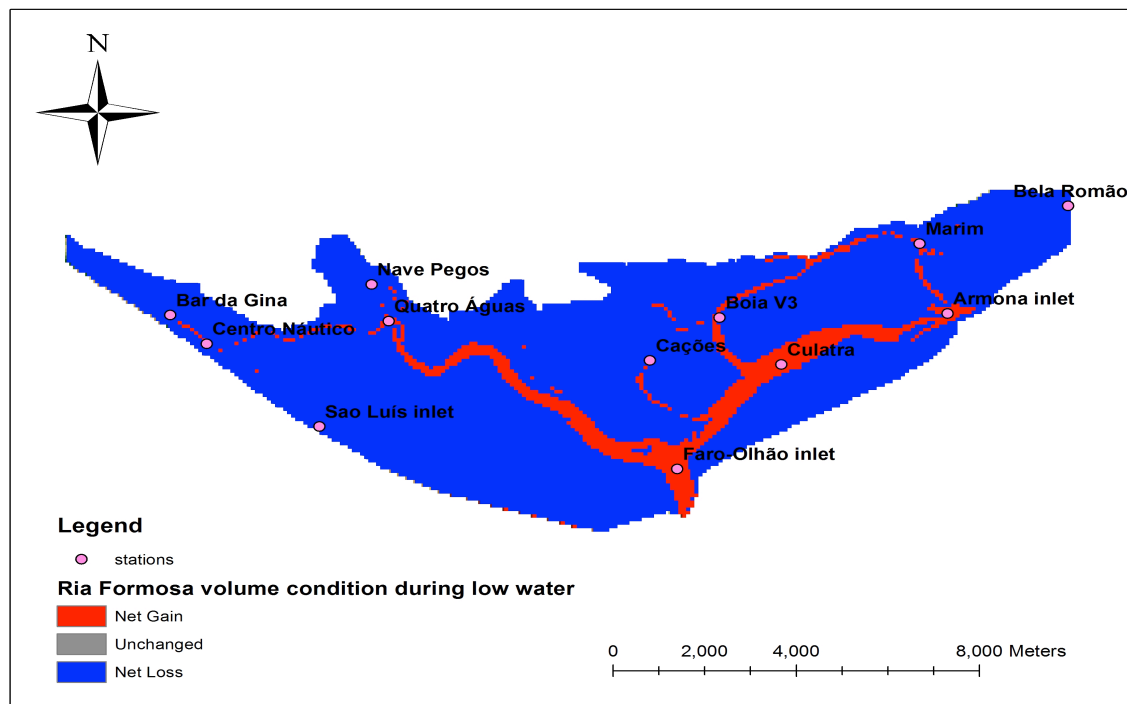 N
Bela Romão
Marim
Nave Pegos
Bar da Gina
Quatro Águas
Boia V3
Armona inlet
Centro Náutico
Cações
Culatra
Sao Luís inlet
Faro-Olhão inlet
Legend
stations
Ria Formosa volume condition during low water
Net Gain
Unchanged
Net Loss
0 2,000 4,000 8,000 Meters